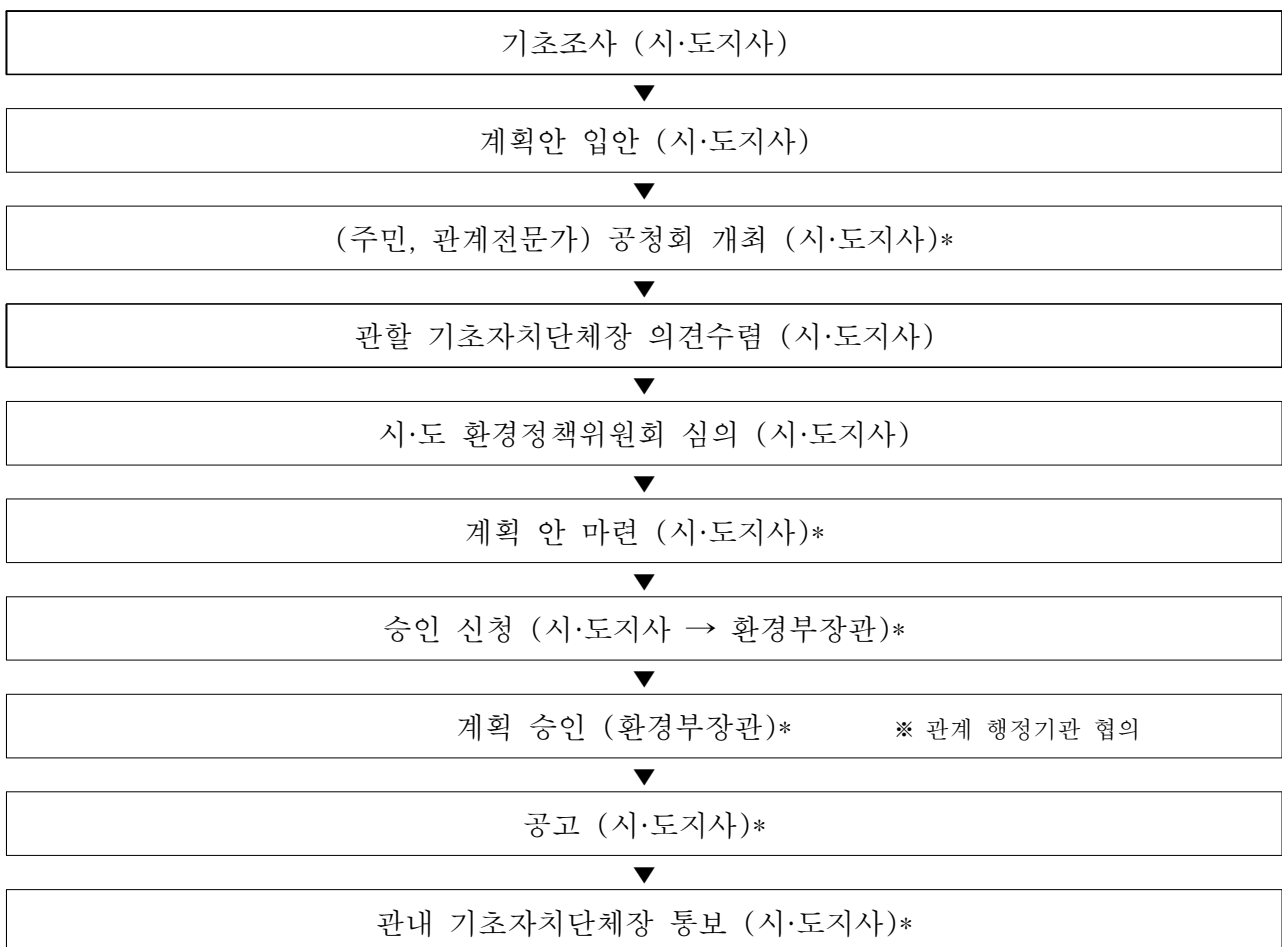 기초조사 (시·도지사)
▼
계획안 입안 (시·도지사)
▼
(주민, 관계전문가) 공청회 개최 (시·도지사)*
▼
관할 기초자치단체장 의견수렴 (시·도지사)
▼
시·도 환경정책위원회 심의 (시·도지사)
▼
계획 안 마련 (시·도지사)*
▼
승인 신청 (시·도지사 → 환경부장관)*
▼
계획 승인 (환경부장관)* ※ 관계 행정기관 협의
▼
공고 (시·도지사)*
▼
관내 기초자치단체장 통보 (시·도지사)*